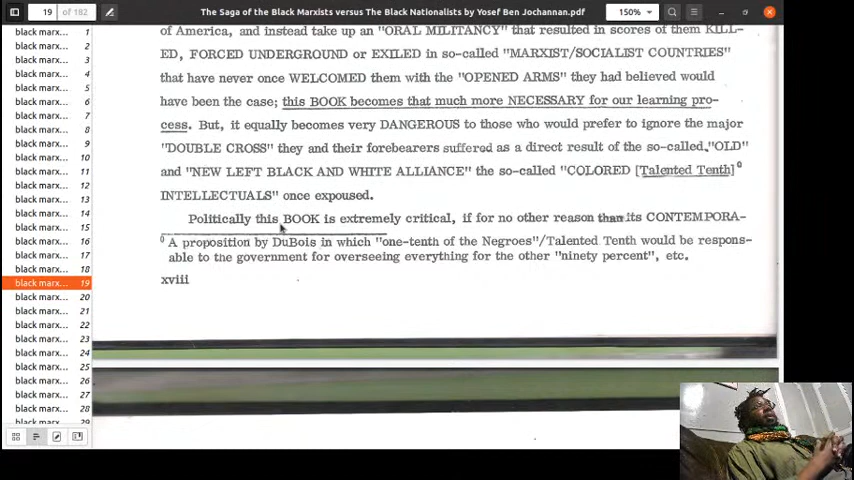 19 of 182
The Saga of the Black Marxists versus The Black Nationalists by Yosef Ben Jochannan.pdf
150%
black marx... 1
black marx... 2
black marx... 3
black marx... 4
black marx... 5
black marx... 6
black marx... 7
black marx... 8
black marx... 9
black marx... 10
black marx... 11
black marx... 12
black marx... 13
black marx... 14
black marx... 15
black marx... 16
black marx... 17
black marx... 18
black marx... 19
black marx... 20
black marx... 21
black marx... 22
black marx... 23
black marx... 24
black marx... 25
black marx... 26
black marx... 27
black marx... 28
black marx... 29
of America, and instead take up an "ORAL MILITANCY" that resulted in scores of them KILL-
ED, FORCED UNDERGROUND or EXILED in so-called "MARXIST/SOCIALIST COUNTRIES"
that have never once WELCOMED them with the "OPENED ARMS" they had believed would
have been the case; this BOOK becomes that much more NECESSARY for our learning pro-
cess. But, it equally becomes very DANGEROUS to those who would prefer to ignore the major
"DOUBLE CROSS" they and their forebearers suffered as a direct result of the so-called,"OLD"
and "NEW LEFT BLACK AND WHITE ALLIANCE" the so-called "COLORED [Talented Tenth]⁰
INTELLECTUALS" once expoused.
Politically this BOOK is extremely critical, if for no other reason than its CONTEMPORA-
⁰ A proposition by DuBois in which "one-tenth of the Negroes"/Talented Tenth would be respons-
able to the government for overseeing everything for the other "ninety percent", etc.
xviii